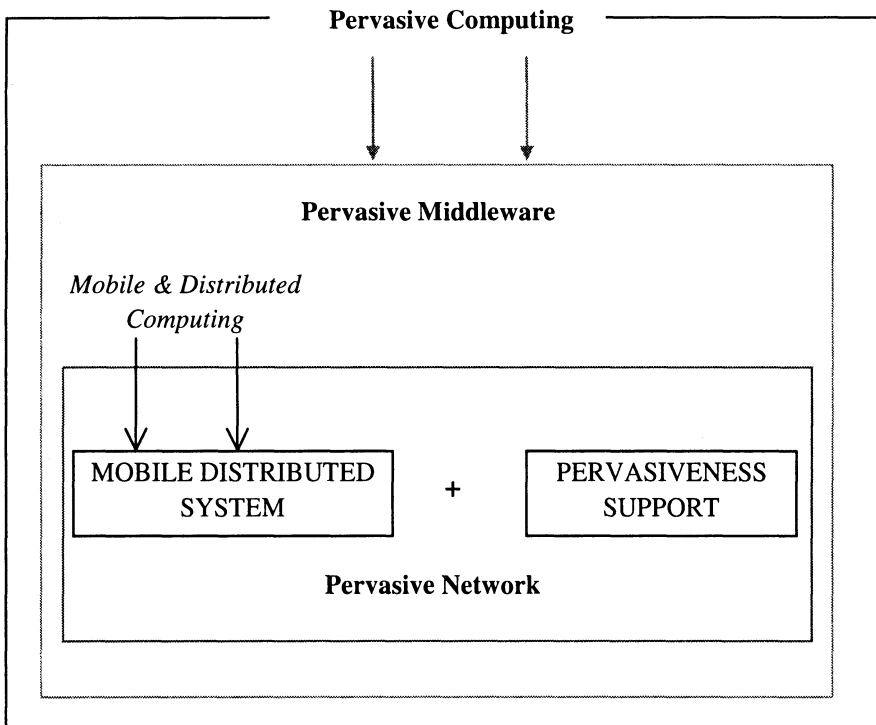 Pervasive Computing
Pervasive Middleware
Mobile & Distributed
Computing
MOBILE DISTRIBUTED
SYSTEM
+
PERVASIVENESS
SUPPORT
Pervasive Network